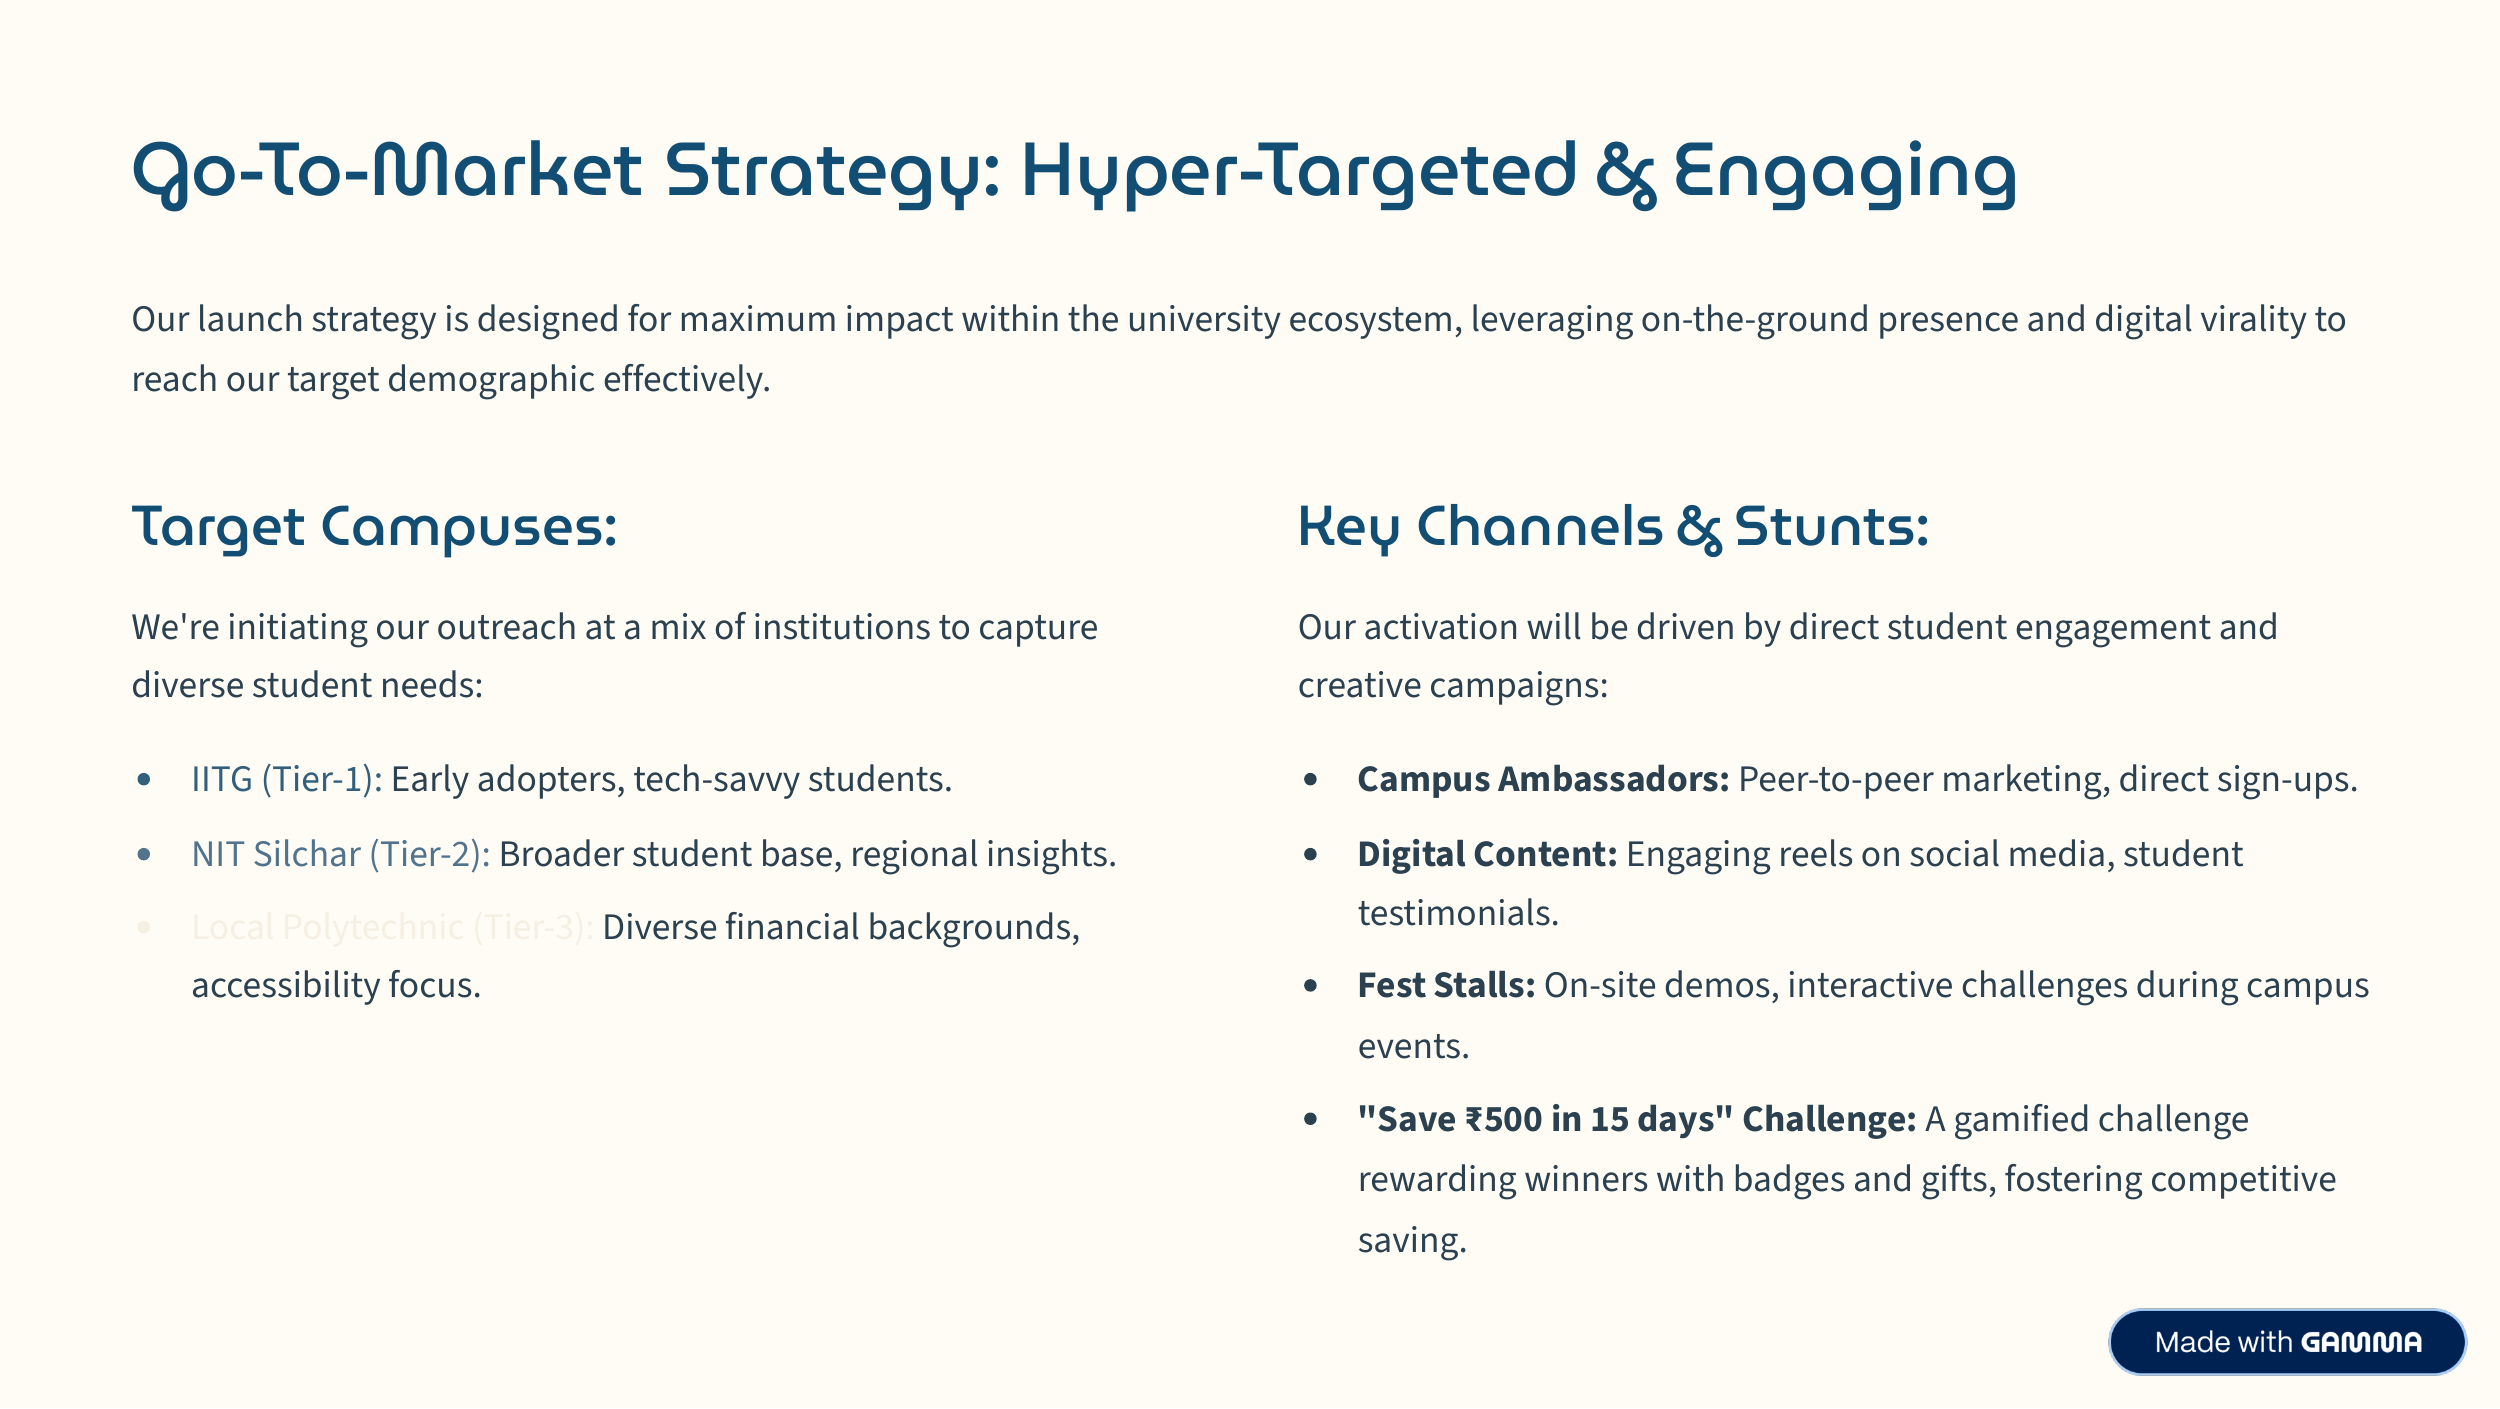 Go-To-Market Strategy: Hyper-Targeted & Engaging
Our launch strategy is designed for maximum impact within the university ecosystem, leveraging on-the-ground presence and digital virality to
reach our target demographic effectively.
Target Campuses:
We're initiating our outreach at a mix of institutions to capture
diverse student needs:
• IITG (Tier-1): Early adopters, tech-savvy students.
• NIT Silchar (Tier-2): Broader student base, regional insights.
• Local Polytechnic (Tier-3): Diverse financial backgrounds,
accessibility focus.
Key Channels & Stunts:
Our activation will be driven by direct student engagement and
creative campaigns:
• Campus Ambassadors: Peer-to-peer marketing, direct sign-ups.
• Digital Content: Engaging reels on social media, student
testimonials.
• Fest Stalls: On-site demos, interactive challenges during campus
events.
• "Save ₹500 in 15 days" Challenge: A gamified challenge
rewarding winners with badges and gifts, fostering competitive
saving.
Made with GAMMA